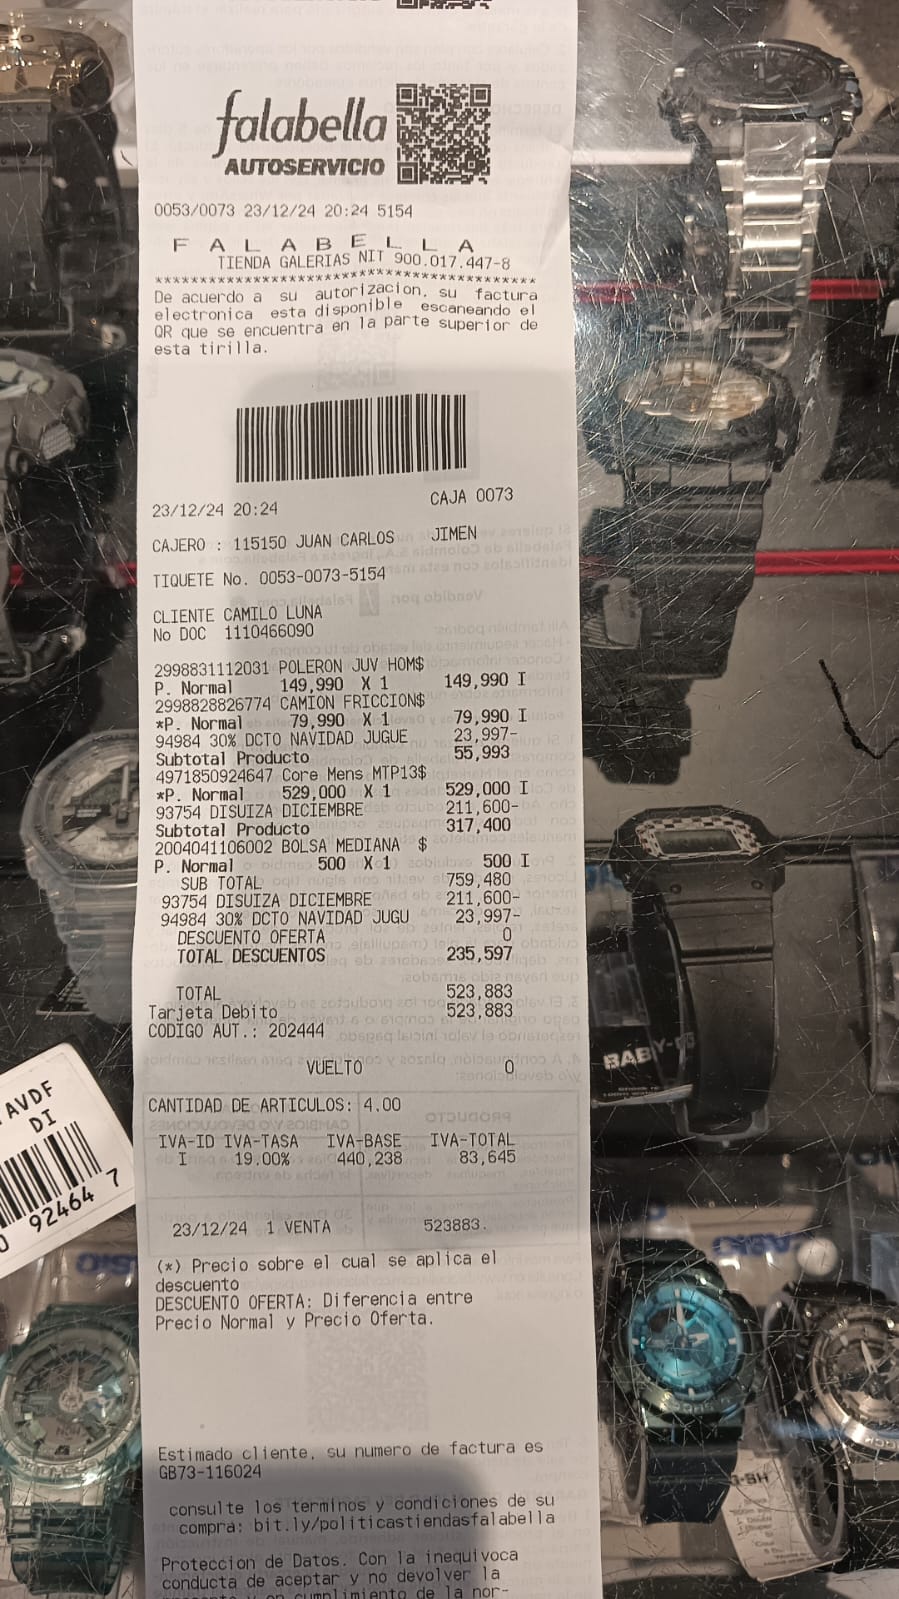 falabella
AUTOSERVICIO
0053/0073 23/12/24 20:24 5154
F A L A B E L L A
TIENDA GALERIAS NIT 900.017.447-8
****************************************
De acuerdo a su autorizacion, su factura
electronica esta disponible escaneando el
QR que se encuentra en la parte superior de
esta tirilla.
23/12/24 20:24 CAJA 0073
CAJERO : 115150 JUAN CARLOS JIMEN
TIQUETE No. 0053-0073-5154
CLIENTE CAMILO LUNA
No DOC 1110466090
2998831112031 POLERON JUV HOM$
P. Normal 149,990 X 1 149,990 I
2998828826774 CAMION FRICCION$
*P. Normal 79,990 X 1 79,990 I
94984 30% DCTO NAVIDAD JUGUE 23,997-
Subtotal Producto 55,993
4971850924647 Core Mens MTP13$
*P. Normal 529,000 X 1 529,000 I
93754 DISUIZA DICIEMBRE 211,600-
Subtotal Producto 317,400
2004041106002 BOLSA MEDIANA $
P. Normal 500 X 1 500 I
SUB TOTAL 759,480
93754 DISUIZA DICIEMBRE 211,600-
94984 30% DCTO NAVIDAD JUGU 23,997-
DESCUENTO OFERTA 0
TOTAL DESCUENTOS 235,597
TOTAL 523,883
Tarjeta Debito 523,883
CODIGO AUT.: 202444
VUELTO 0
CANTIDAD DE ARTICULOS: 4.00
IVA-ID IVA-TASA IVA-BASE IVA-TOTAL
I 19.00% 440,238 83,645
23/12/24 1 VENTA 523883.
(*) Precio sobre el cual se aplica el
descuento
DESCUENTO OFERTA: Diferencia entre
Precio Normal y Precio Oferta.
Estimado cliente, su numero de factura es
GB73-116024
consulte los terminos y condiciones de su
compra: bit.ly/politicastiendasfalabella
Proteccion de Datos. Con la inequivoca
conducta de aceptar y no devolver la
cumplimiento de la nor-
AVDF
DI
92464 7
BABY-G
CASIO
CASIO
G-SH